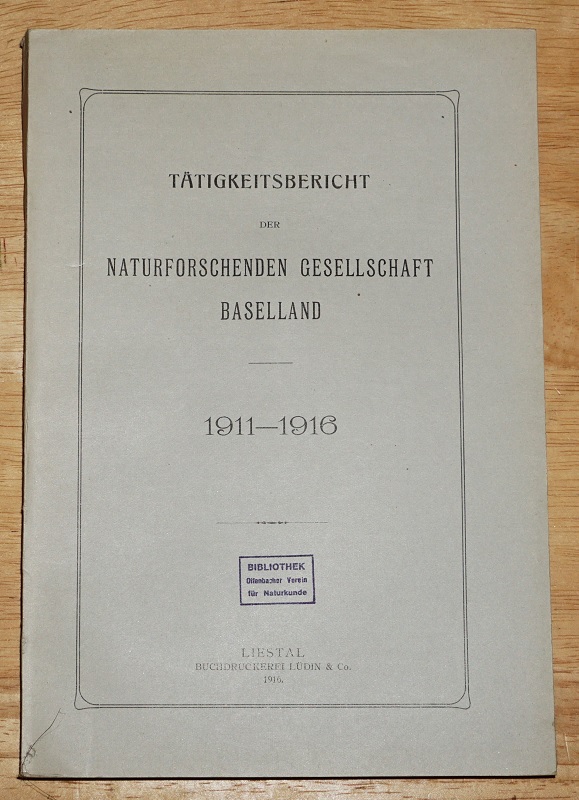 TÄTIGKEITSBERICHT
DER
NATURFORSCHENDEN GESELLSCHAFT
BASELLAND
1911—1916
BIBLIOTHEK
Offenbacher Verein
für Naturkunde
LIESTAL
BUCHDRUCKEREI LÜDIN & Co.
1916.